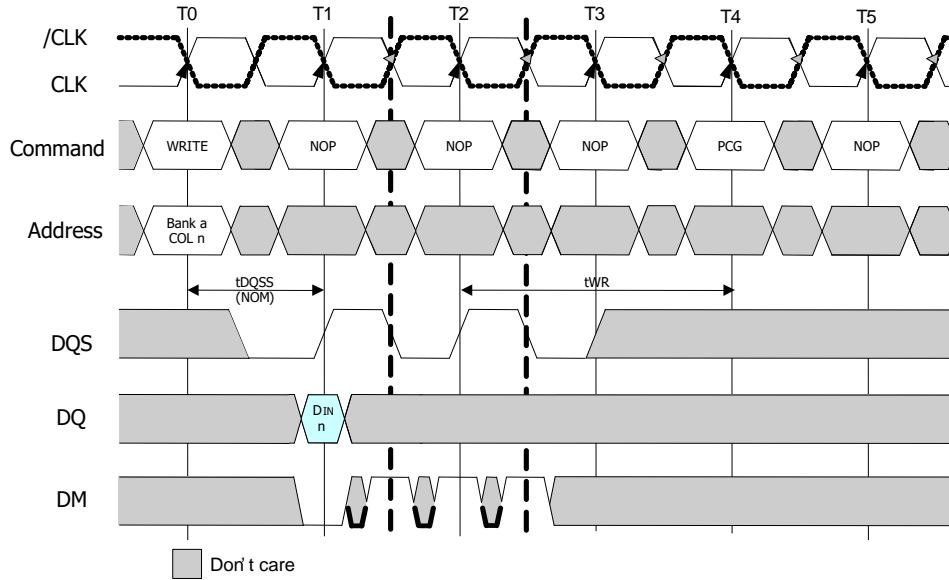 T0 T1 T2 T3 T4 T5
/CLK
CLK
Command WRITE NOP NOP NOP PCG NOP
Address Bank a
COL n
tDQSS
(NOM)
tWR
DQS
DQ DIN
n
DM
Don't care